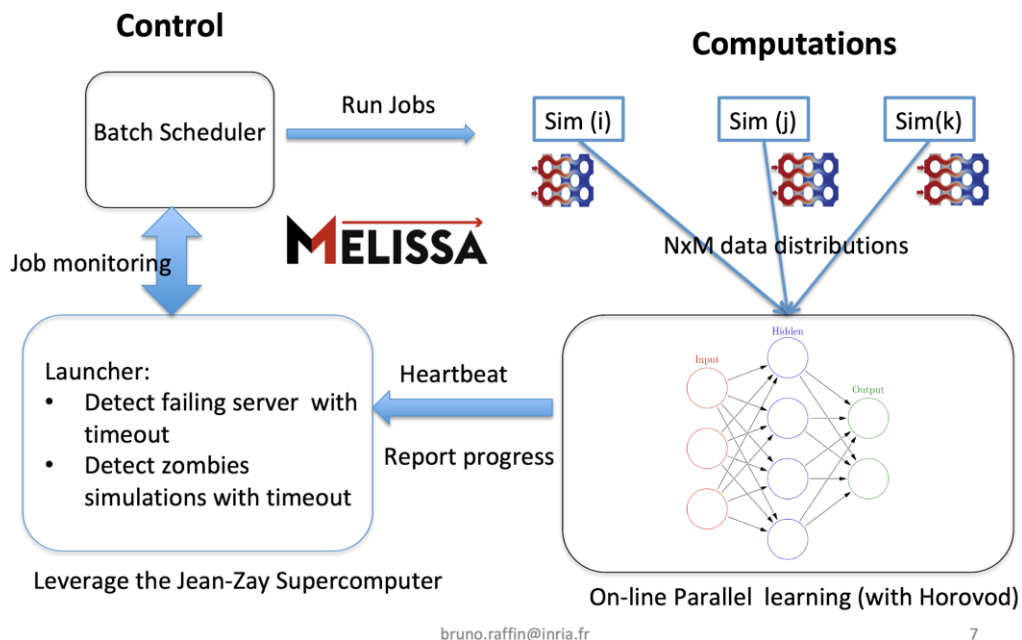 Control
Computations
Batch Scheduler
Run Jobs
Sim (i)
Sim (j)
Sim(k)
MELISSA
NxM data distributions
Job monitoring
Launcher:
• Detect failing server with
timeout
• Detect zombies
simulations with timeout
Heartbeat
Report progress
Input
Hidden
Output
Leverage the Jean-Zay Supercomputer
On-line Parallel learning (with Horovod)
bruno.raffin@inria.fr
7